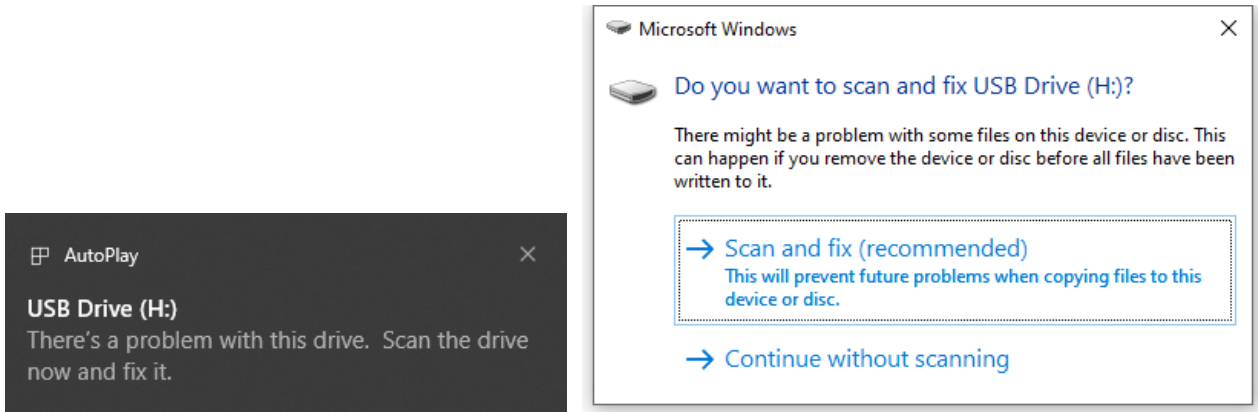 AutoPlay
USB Drive (H:)
There's a problem with this drive. Scan the drive
now and fix it.
Microsoft Windows
Do you want to scan and fix USB Drive (H:)?
There might be a problem with some files on this device or disc. This
can happen if you remove the device or disc before all files have been
written to it.
Scan and fix (recommended)
This will prevent future problems when copying files to this
device or disc.
Continue without scanning